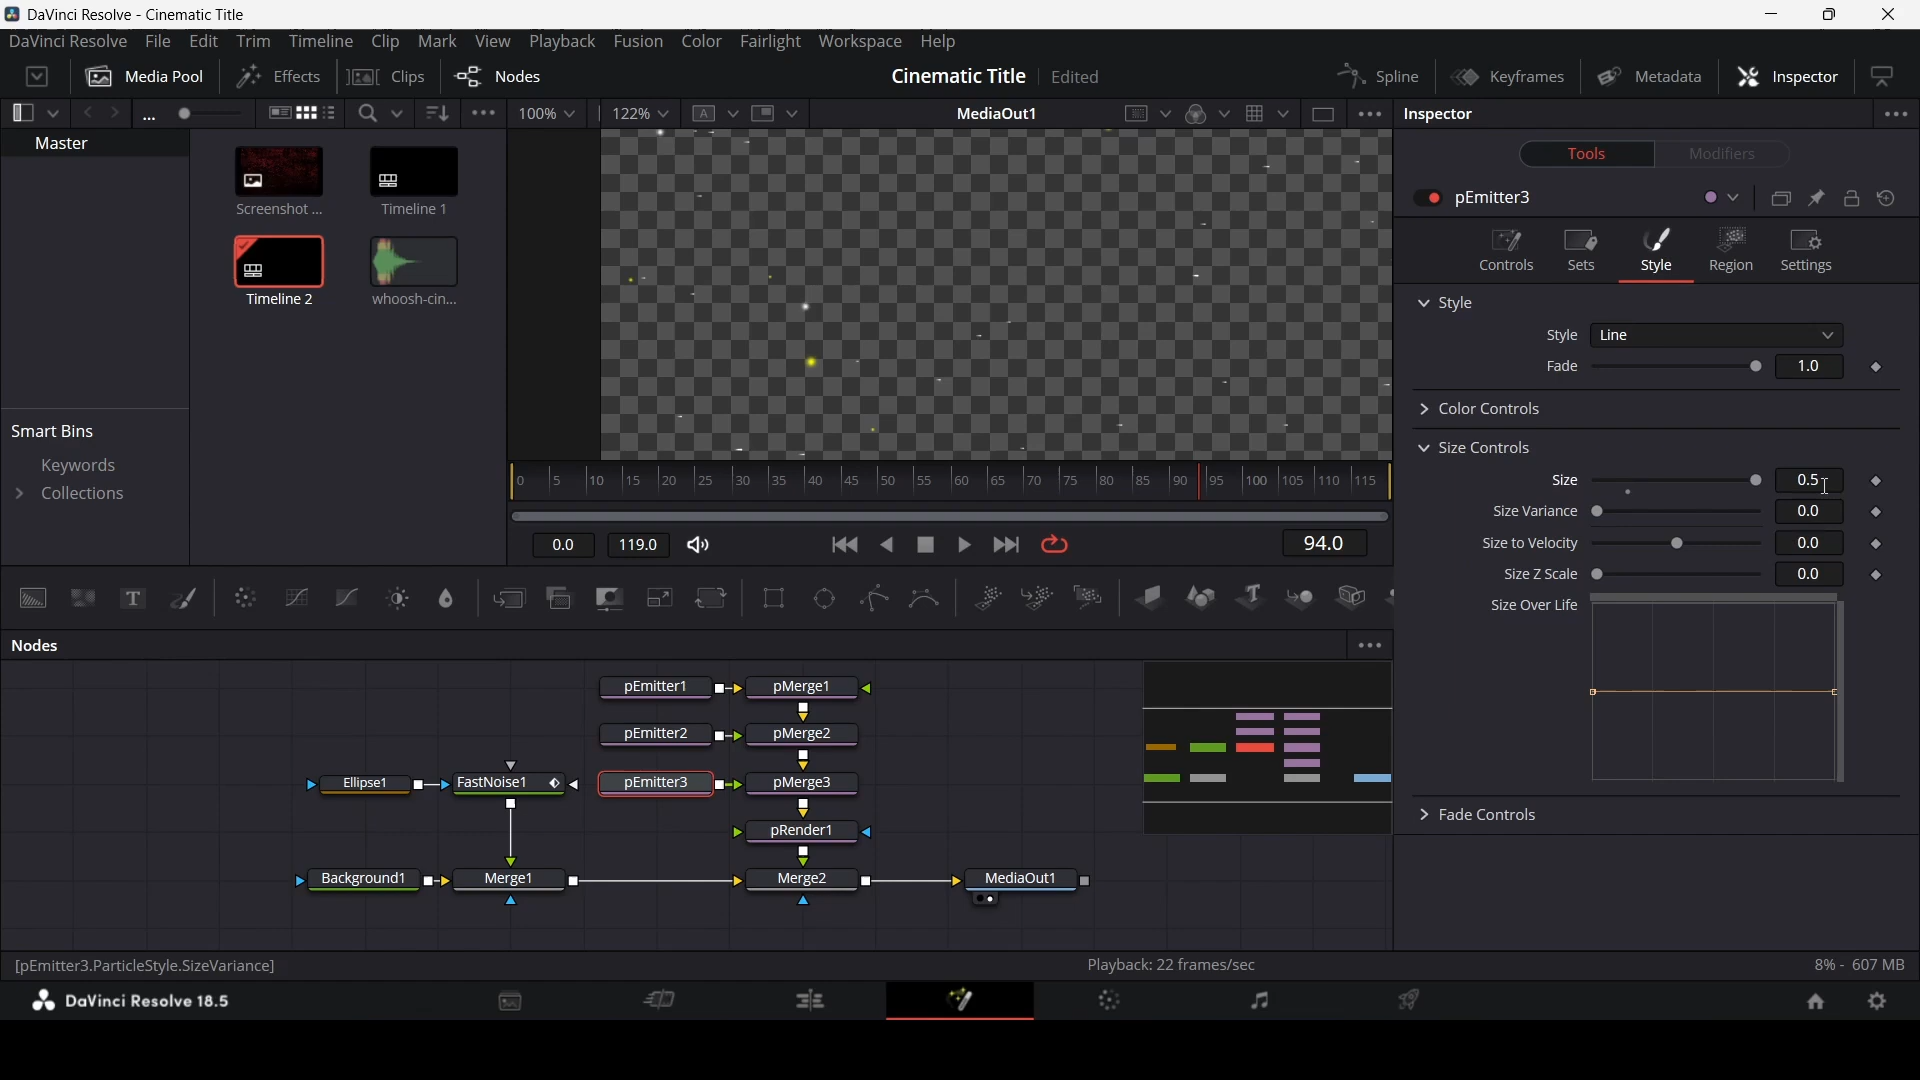 DaVinci Resolve - Cinematic Title
DaVinci Resolve File Edit Trim Timeline Clip Mark View Playback Fusion Color Fairlight Workspace Help
Media Pool Effects Clips Nodes Cinematic Title Edited Spline Keyframes Metadata Inspector
... 100% 122% A MediaOut1 Inspector
Master
Screenshot ... Timeline 1
Timeline 2 whoosh-cin...
Smart Bins
Keywords
Collections
Tools Modifiers
pEmitter3
Controls Sets Style Region Settings
Style
Style Line
Fade 1.0
Color Controls
Size Controls
Size 0.5
Size Variance 0.0
Size to Velocity 0.0
Size Z Scale 0.0
Size Over Life
Fade Controls
0 5 10 15 20 25 30 35 40 45 50 55 60 65 70 75 80 85 90 95 100 105 110 115
0.0 119.0 94.0
T T
Nodes
pEmitter1 pMerge1
pEmitter2 pMerge2
Ellipse1 FastNoise1 pEmitter3 pMerge3
pRender1
Background1 Merge1 Merge2 MediaOut1
[pEmitter3.ParticleStyle.SizeVariance] Playback: 22 frames/sec 8% - 607 MB
DaVinci Resolve 18.5